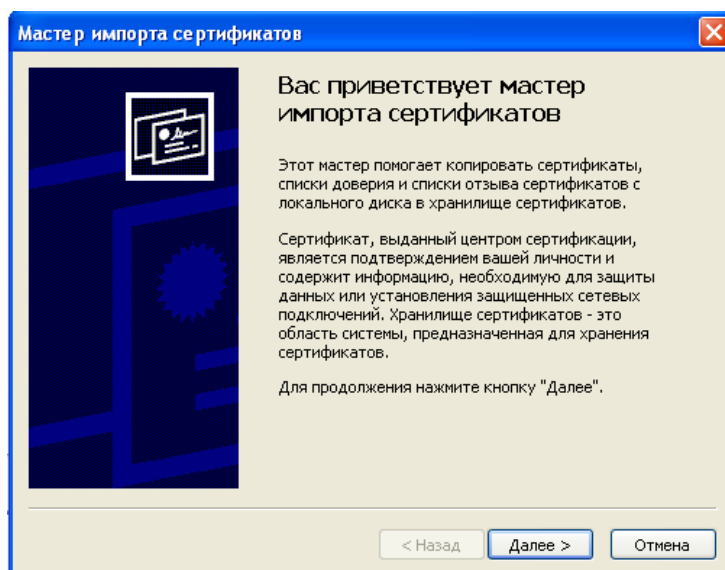 Мастер импорта сертификатов
Вас приветствует мастер
импорта сертификатов
Этот мастер помогает копировать сертификаты,
списки доверия и списки отзыва сертификатов с
локального диска в хранилище сертификатов.
Сертификат, выданный центром сертификации,
является подтверждением вашей личности и
содержит информацию, необходимую для защиты
данных или установления защищенных сетевых
подключений. Хранилище сертификатов - это
область системы, предназначенная для хранения
сертификатов.
Для продолжения нажмите кнопку "Далее".
< Назад Далее > Отмена